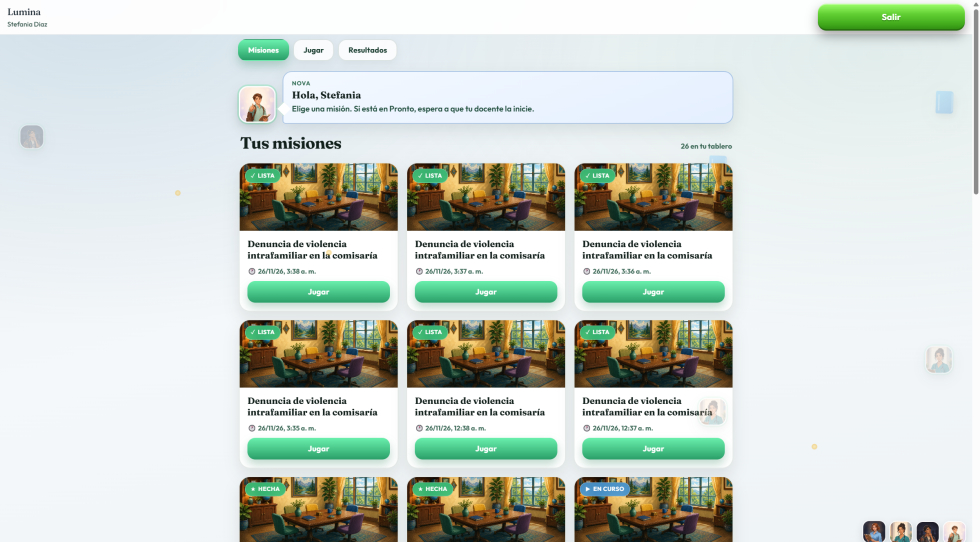 Lumina
Stefania Diaz
Salir
Misiones
Jugar
Resultados
NOVA
Hola, Stefania
Elige una misión. Si está en Pronto, espera a que tu docente la inicie.
Tus misiones
26 en tu tablero
✓ LISTA
Denuncia de violencia
intrafamiliar en la comisaría
26/11/26, 3:38 a. m.
Jugar
✓ LISTA
Denuncia de violencia
intrafamiliar en la comisaría
26/11/26, 3:37 a. m.
Jugar
✓ LISTA
Denuncia de violencia
intrafamiliar en la comisaría
26/11/26, 3:36 a. m.
Jugar
✓ LISTA
Denuncia de violencia
intrafamiliar en la comisaría
26/11/26, 3:35 a. m.
Jugar
✓ LISTA
Denuncia de violencia
intrafamiliar en la comisaría
26/11/26, 12:38 a. m.
Jugar
✓ LISTA
Denuncia de violencia
intrafamiliar en la comisaría
26/11/26, 12:37 a. m.
Jugar
★ HECHA
★ HECHA
▶ EN CURSO